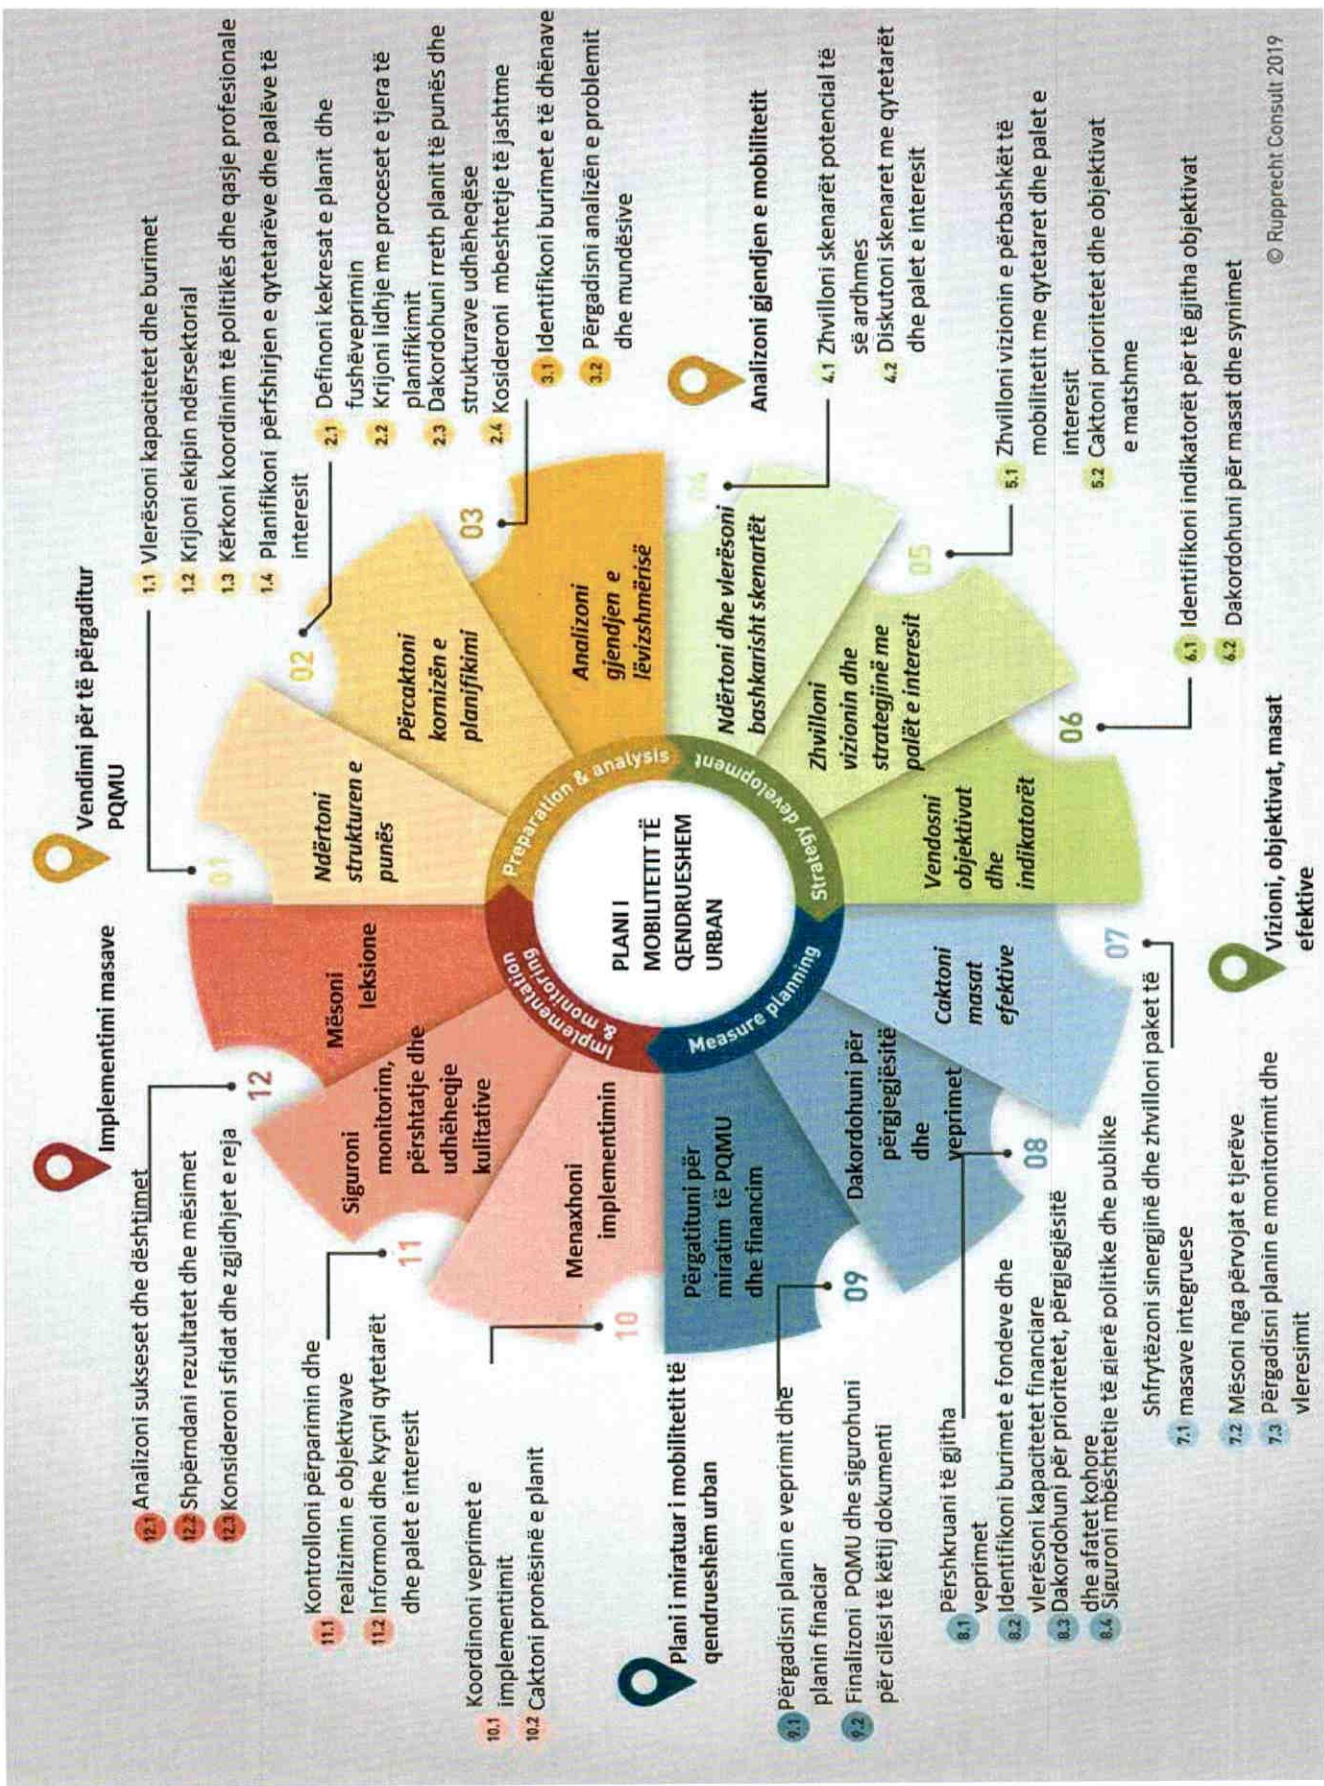 Vendimi për të përgaditur
PQMU
1.1 Vlerësoni kapacitetet dhe burimet
1.2 Krijoni ekipin ndërsektorial
1.3 Kërkoni koordinim të politikës dhe qasje profesionale
1.4 Planifikoni përfshirjen e qytetarëve dhe palëve të
interesit
2.1 Definoni kekresat e planit dhe
fushëveprimin
2.2 Krijoni lidhje me proceset e tjera të
planifikimit
2.3 Dakordohuni rreth planit të punës dhe
strukturave udhëheqëse
2.4 Kosideroni mbeshtetje të jashtme
3.1 Identifikoni burimet e të dhënave
3.2 Përgadisni analizën e problemit
dhe mundësive
Analizoni gjendjen e mobilitetit
4.1 Zhvilloni skenarët potencial të
së ardhmes
4.2 Diskutoni skenaret me qytetarët
dhe palet e interesit
5.1 Zhvilloni vizionin e përbashkët të
mobilitetit me qytetaret dhe palet e
interesit
5.2 Caktoni prioritetet dhe objektivat
e matshme
6.1 Identifikoni indikatorët për të gjitha objektivat
6.2 Dakordohuni për masat dhe synimet
Vizioni, objektivat, masat
efektive
Shfrytëzoni sinergjinë dhe zhvilloni paket të
7.1 masave integruese
7.2 Mësoni nga përvojat e tjerëve
7.3 Përgadisni planin e monitorimit dhe
vleresimit
8.1 Përshkruani të gjitha
veprimet
8.2 Identifikoni burimet e fondeve dhe
vlerësoni kapacitetet financiare
8.3 Dakordohuni për prioritetet, përgjegjësitë
dhe afatet kohore
8.4 Siguroni mbështetje të gjerë politike dhe publike
9.1 Përgadisni planin e veprimit dhe
planin finaciar
9.2 Finalizoni PQMU dhe sigurohuni
për cilësi të këtij dokumenti
Plani i miratuar i mobilitetit të
qendrueshëm urban
10.1 Koordinoni veprimet e
implementimit
10.2 Caktoni pronësinë e planit
11.1 Kontrolloni përparimin dhe
realizimin e objektivave
11.2 Informoni dhe kyçni qytetarët
dhe palet e interesit
12.1 Analizoni sukseset dhe dështimet
12.2 Shpërndani rezultatet dhe mësimet
12.3 Konsideroni sfidat dhe zgjidhjet e reja
Implementimi masave
01
Ndërtoni
strukturen e
punës
02
Përcaktoni
kornizën e
planifikimi
03
Analizoni
gjendjen e
lëvizshmërisë
04
Ndërtoni dhe vlerësoni
bashkarisht skenartët
05
Zhvilloni
vizionin dhe
strategjinë me
palët e interesit
06
Vendosni
objektivat
dhe
indikatorët
07
Caktoni
masat
efektive
08
Dakordohuni për
përgjegjësitë
dhe
veprimet
09
Përgatituni për
miratim të PQMU
dhe financim
10
Menaxhoni
implementimin
11
Siguroni
monitorim,
përshtatje dhe
udhëheqje
kulitative
12
Mësoni
leksione
Preparation & analysis
Strategy development
Measure planning
Implementation
& monitoring
PLANI I
MOBILITETIT TË
QENDRUESHEM
URBAN
© Rupprecht Consult 2019